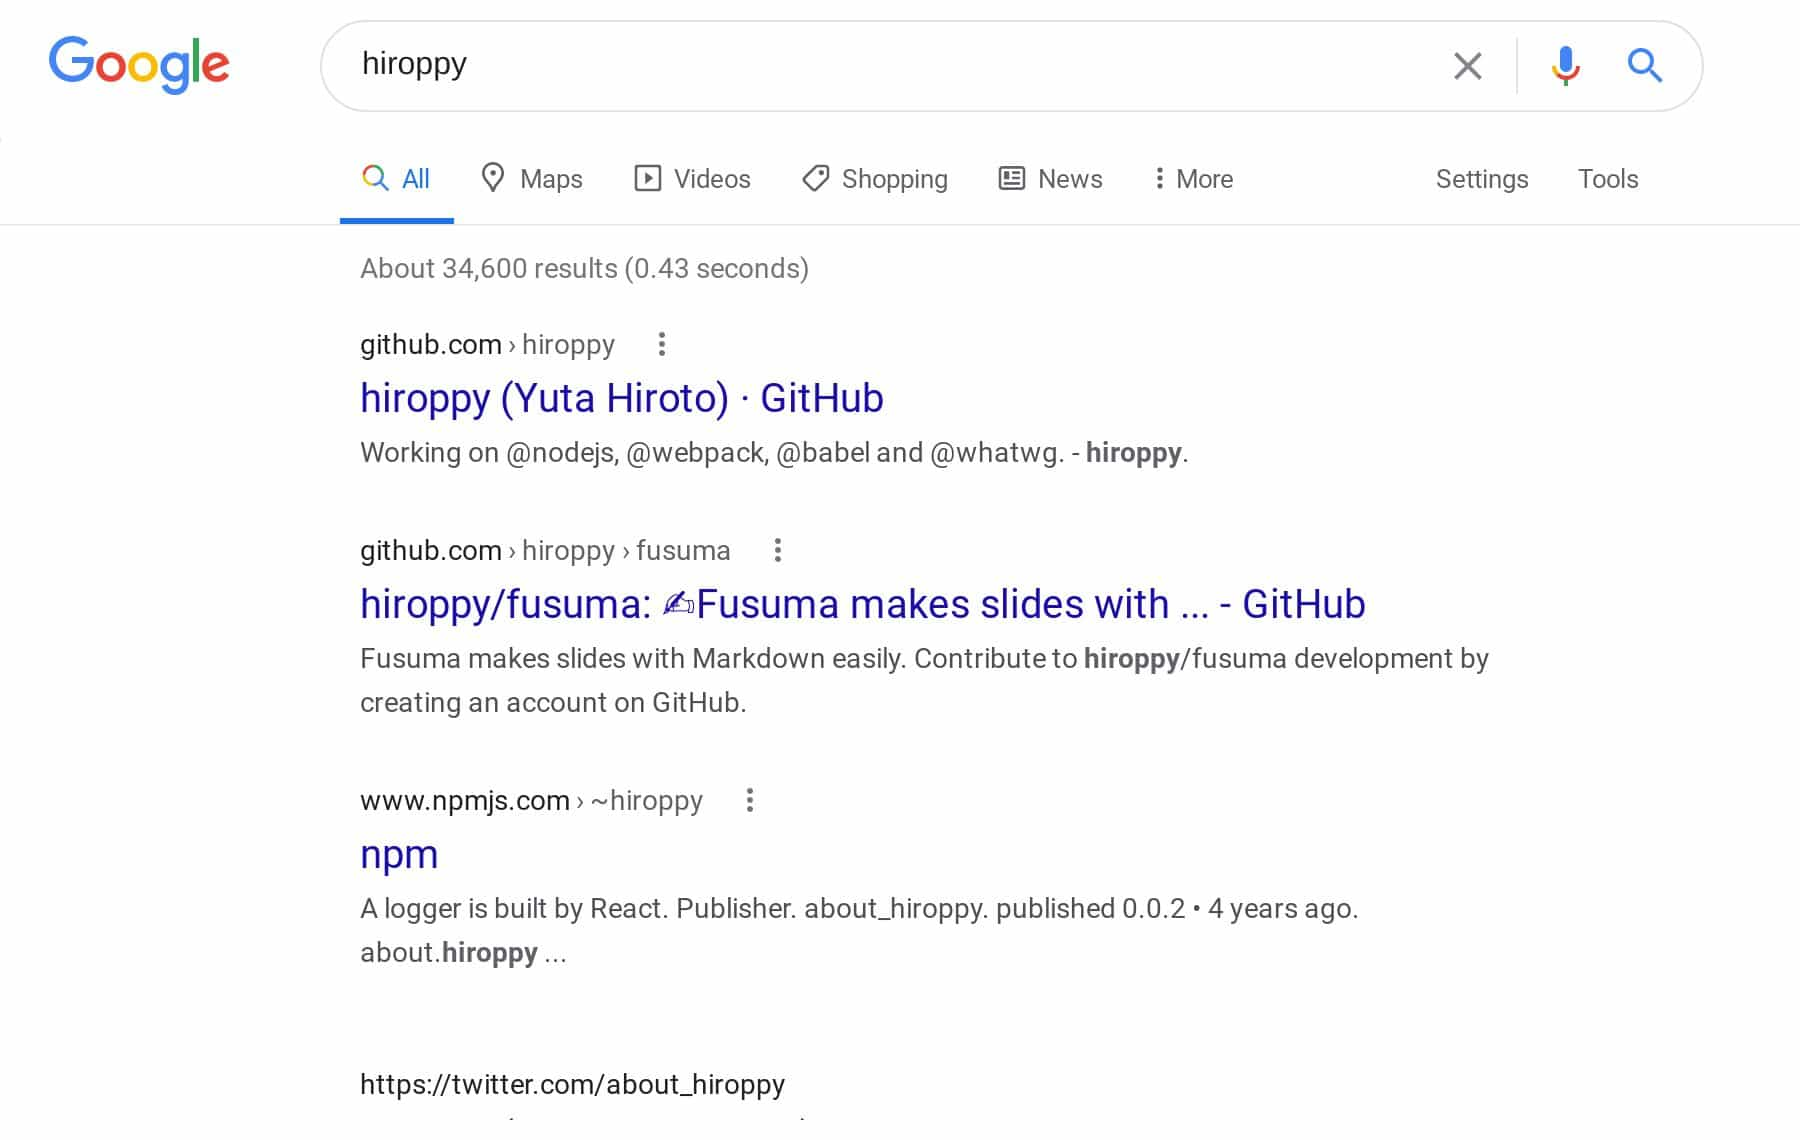 Google
hiroppy
All Maps Videos Shopping News More Settings Tools
About 34,600 results (0.43 seconds)
github.com › hiroppy
hiroppy (Yuta Hiroto) · GitHub
Working on @nodejs, @webpack, @babel and @whatwg. - hiroppy.
github.com › hiroppy › fusuma
hiroppy/fusuma: ✍Fusuma makes slides with ... - GitHub
Fusuma makes slides with Markdown easily. Contribute to hiroppy/fusuma development by
creating an account on GitHub.
www.npmjs.com › ~hiroppy
npm
A logger is built by React. Publisher. about_hiroppy. published 0.0.2 • 4 years ago.
about.hiroppy ...
https://twitter.com/about_hiroppy